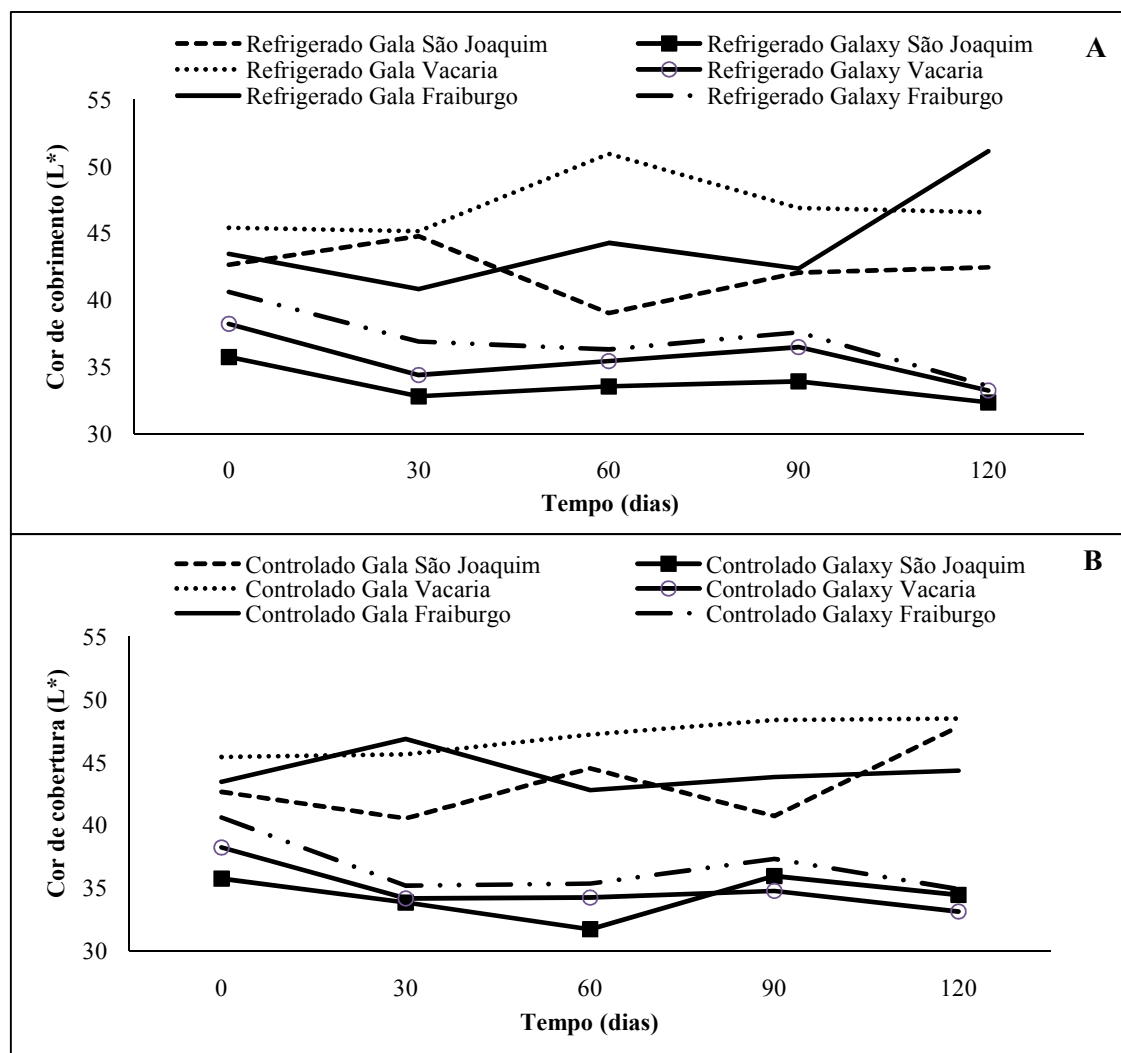 Refrigerado Gala São Joaquim
Refrigerado Galaxy São Joaquim
A
Refrigerado Gala Vacaria
Refrigerado Galaxy Vacaria
Refrigerado Gala Fraiburgo
Refrigerado Galaxy Fraiburgo
Cor de cobrimento (L*)
55
50
45
40
35
30
0 30 60 90 120
Tempo (dias)
Controlado Gala São Joaquim
Controlado Galaxy São Joaquim
B
Controlado Gala Vacaria
Controlado Galaxy Vacaria
Controlado Gala Fraiburgo
Controlado Galaxy Fraiburgo
Cor de cobertura (L*)
55
50
45
40
35
30
0 30 60 90 120
Tempo (dias)